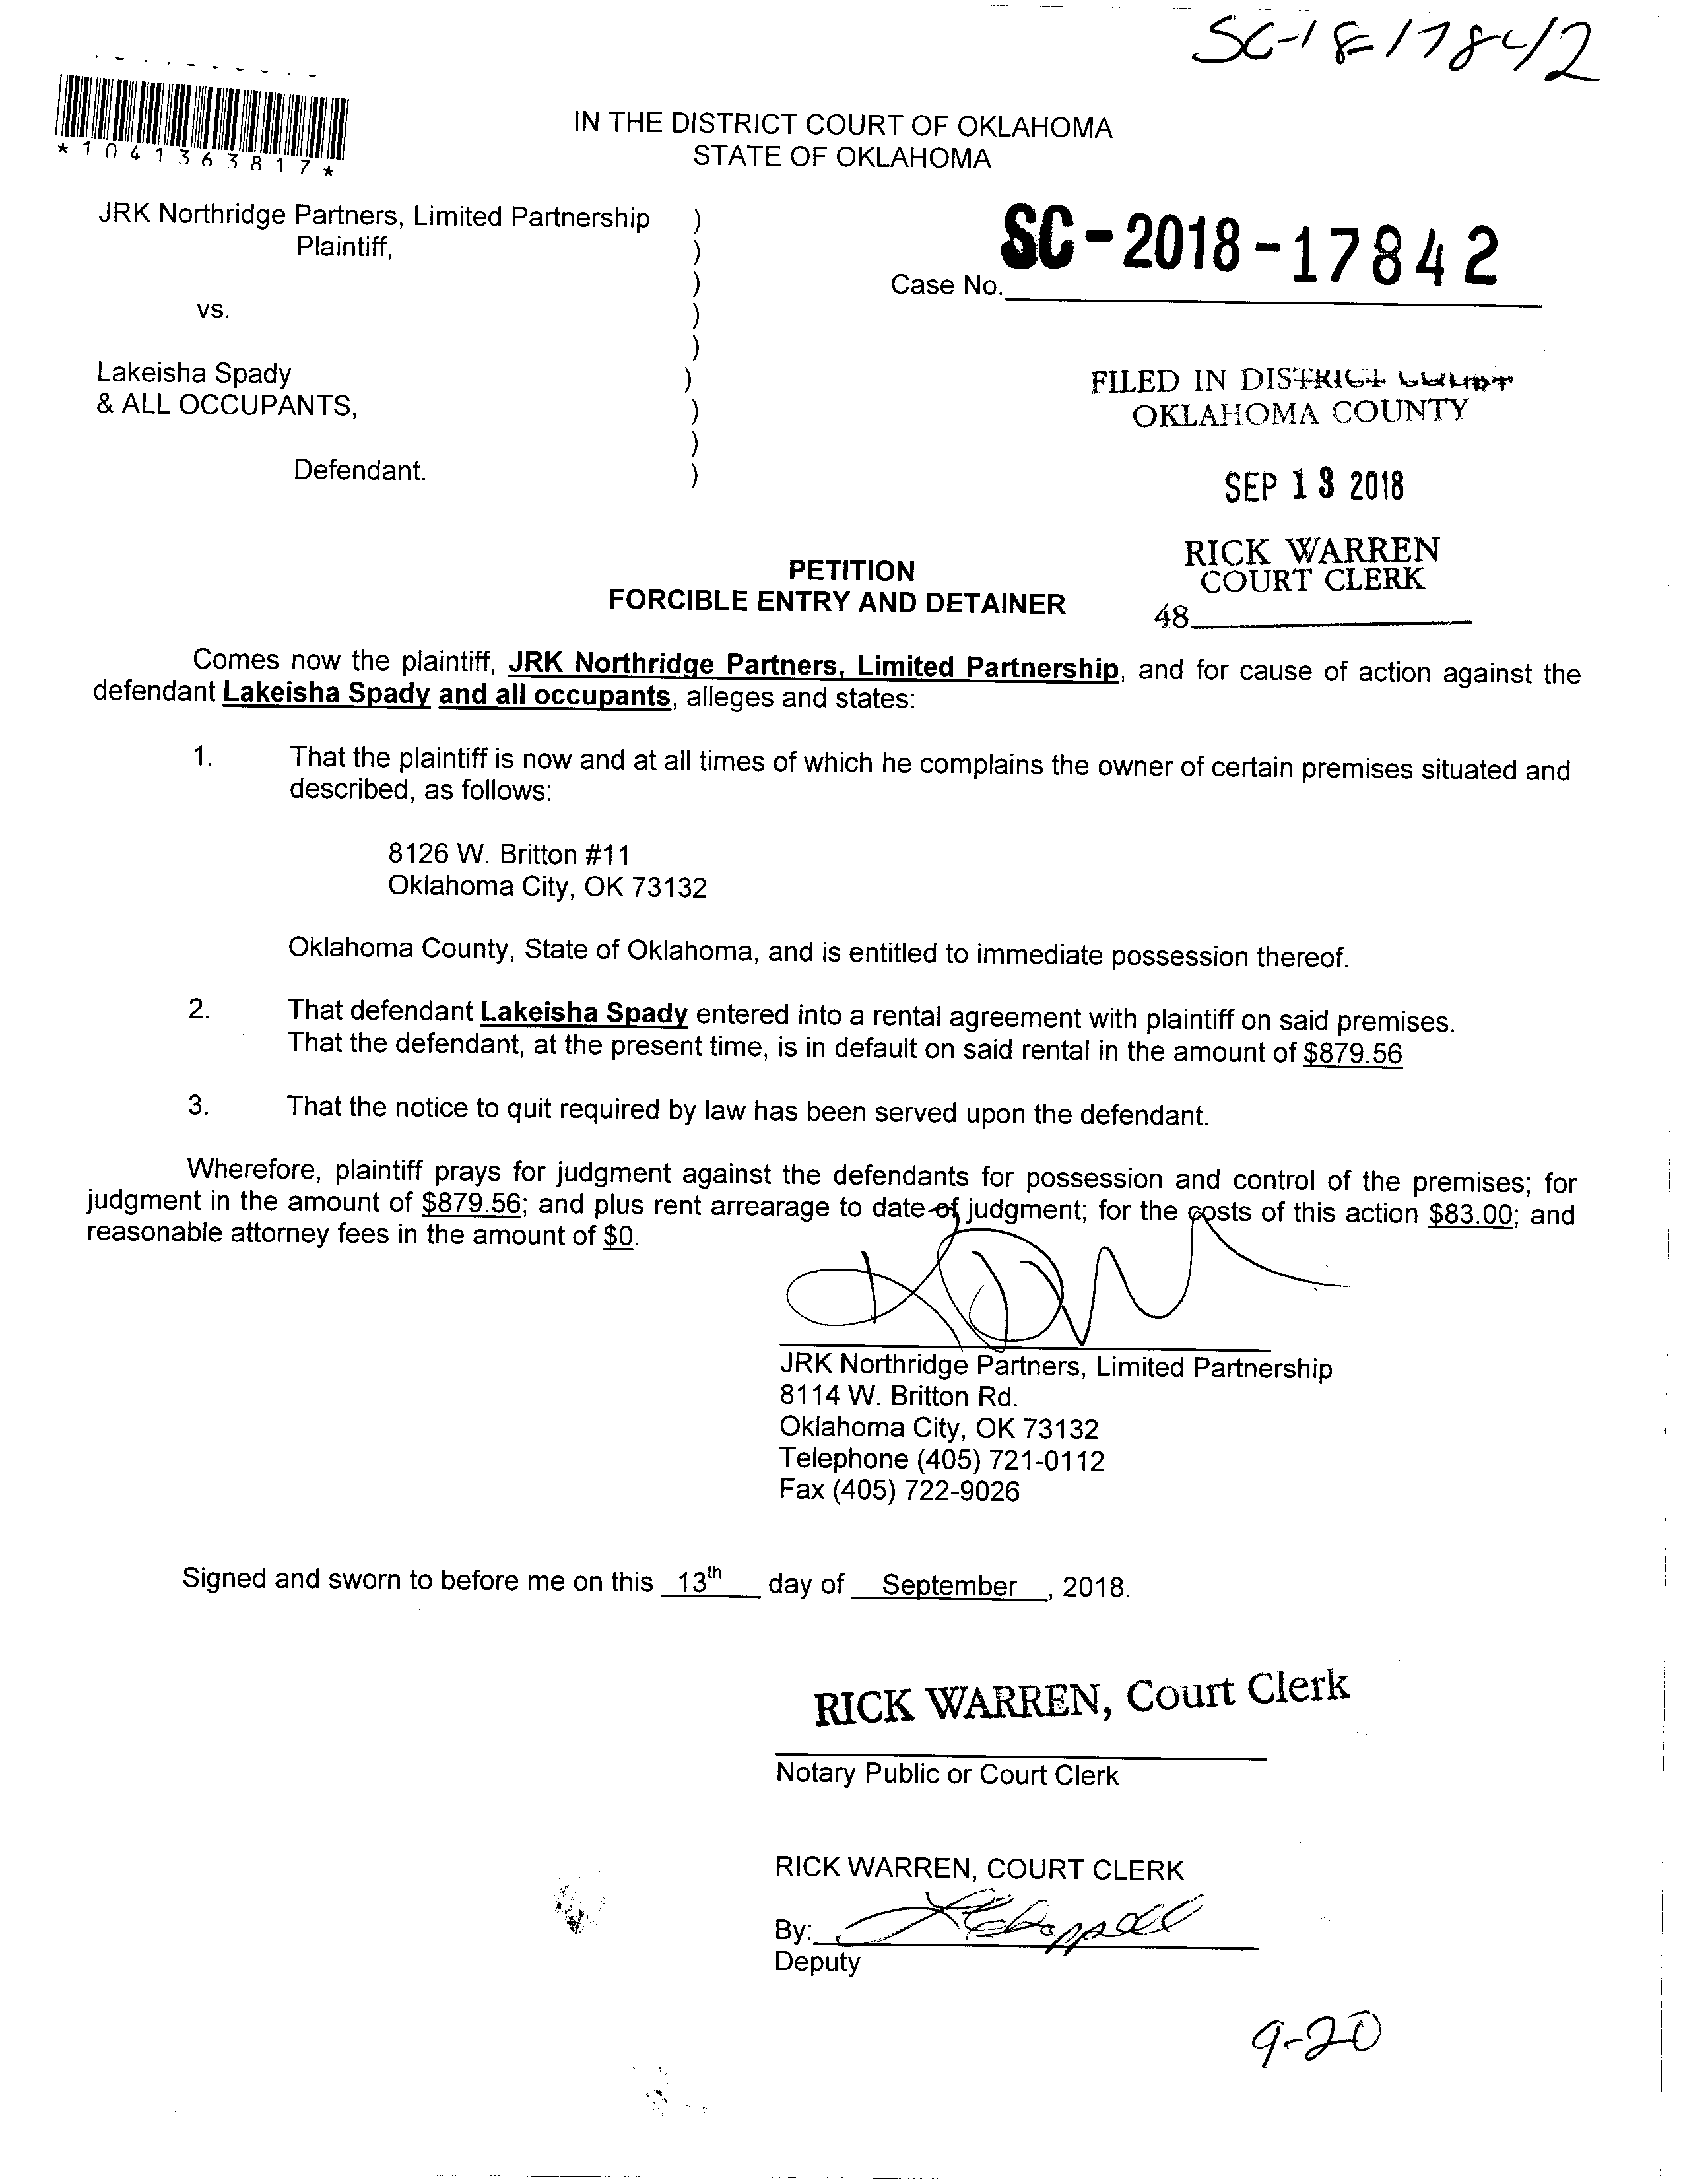 SC-18-17842
*1041363817*
IN THE DISTRICT COURT OF OKLAHOMA
STATE OF OKLAHOMA
JRK Northridge Partners, Limited Partnership )
Plaintiff, )
)
vs. )
)
Lakeisha Spady )
& ALL OCCUPANTS, )
)
Defendant. )
Case No. SC-2018-17842
FILED IN DISTRICT COURT
OKLAHOMA COUNTY
SEP 13 2018
RICK WARREN
COURT CLERK
48
PETITION
FORCIBLE ENTRY AND DETAINER
Comes now the plaintiff, JRK Northridge Partners, Limited Partnership, and for cause of action against the
defendant Lakeisha Spady and all occupants, alleges and states:
1. That the plaintiff is now and at all times of which he complains the owner of certain premises situated and
described, as follows:
8126 W. Britton #11
Oklahoma City, OK 73132
Oklahoma County, State of Oklahoma, and is entitled to immediate possession thereof.
2. That defendant Lakeisha Spady entered into a rental agreement with plaintiff on said premises.
That the defendant, at the present time, is in default on said rental in the amount of $879.56
3. That the notice to quit required by law has been served upon the defendant.
Wherefore, plaintiff prays for judgment against the defendants for possession and control of the premises; for
judgment in the amount of $879.56; and plus rent arrearage to date of judgment; for the costs of this action $83.00; and
reasonable attorney fees in the amount of $0.
JRK Northridge Partners, Limited Partnership
8114 W. Britton Rd.
Oklahoma City, OK 73132
Telephone (405) 721-0112
Fax (405) 722-9026
Signed and sworn to before me on this 13th day of September, 2018.
RICK WARREN, Court Clerk
Notary Public or Court Clerk
RICK WARREN, COURT CLERK
By:
Deputy
9-20